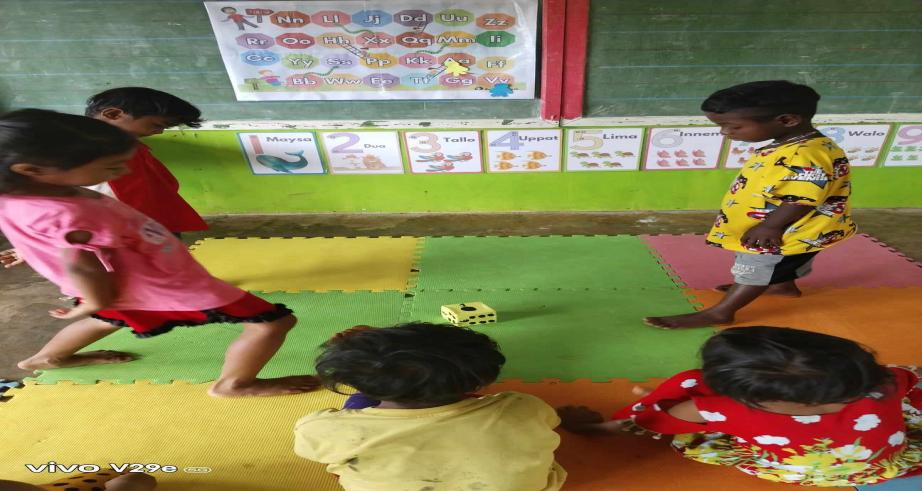 Nn Ll Jj Dd Uu Zz
Rr Oo Hh Xx Qq Mm Ii
Cc Yy Ss Pp Kk Aa Ff
Bb Ww Ee Tt Gg Vv
1 Maysa
2 Dua
3 Tallo
4 Uppat
5 Lima
6 Innem
8 Walo
9
vivo V29e 5G